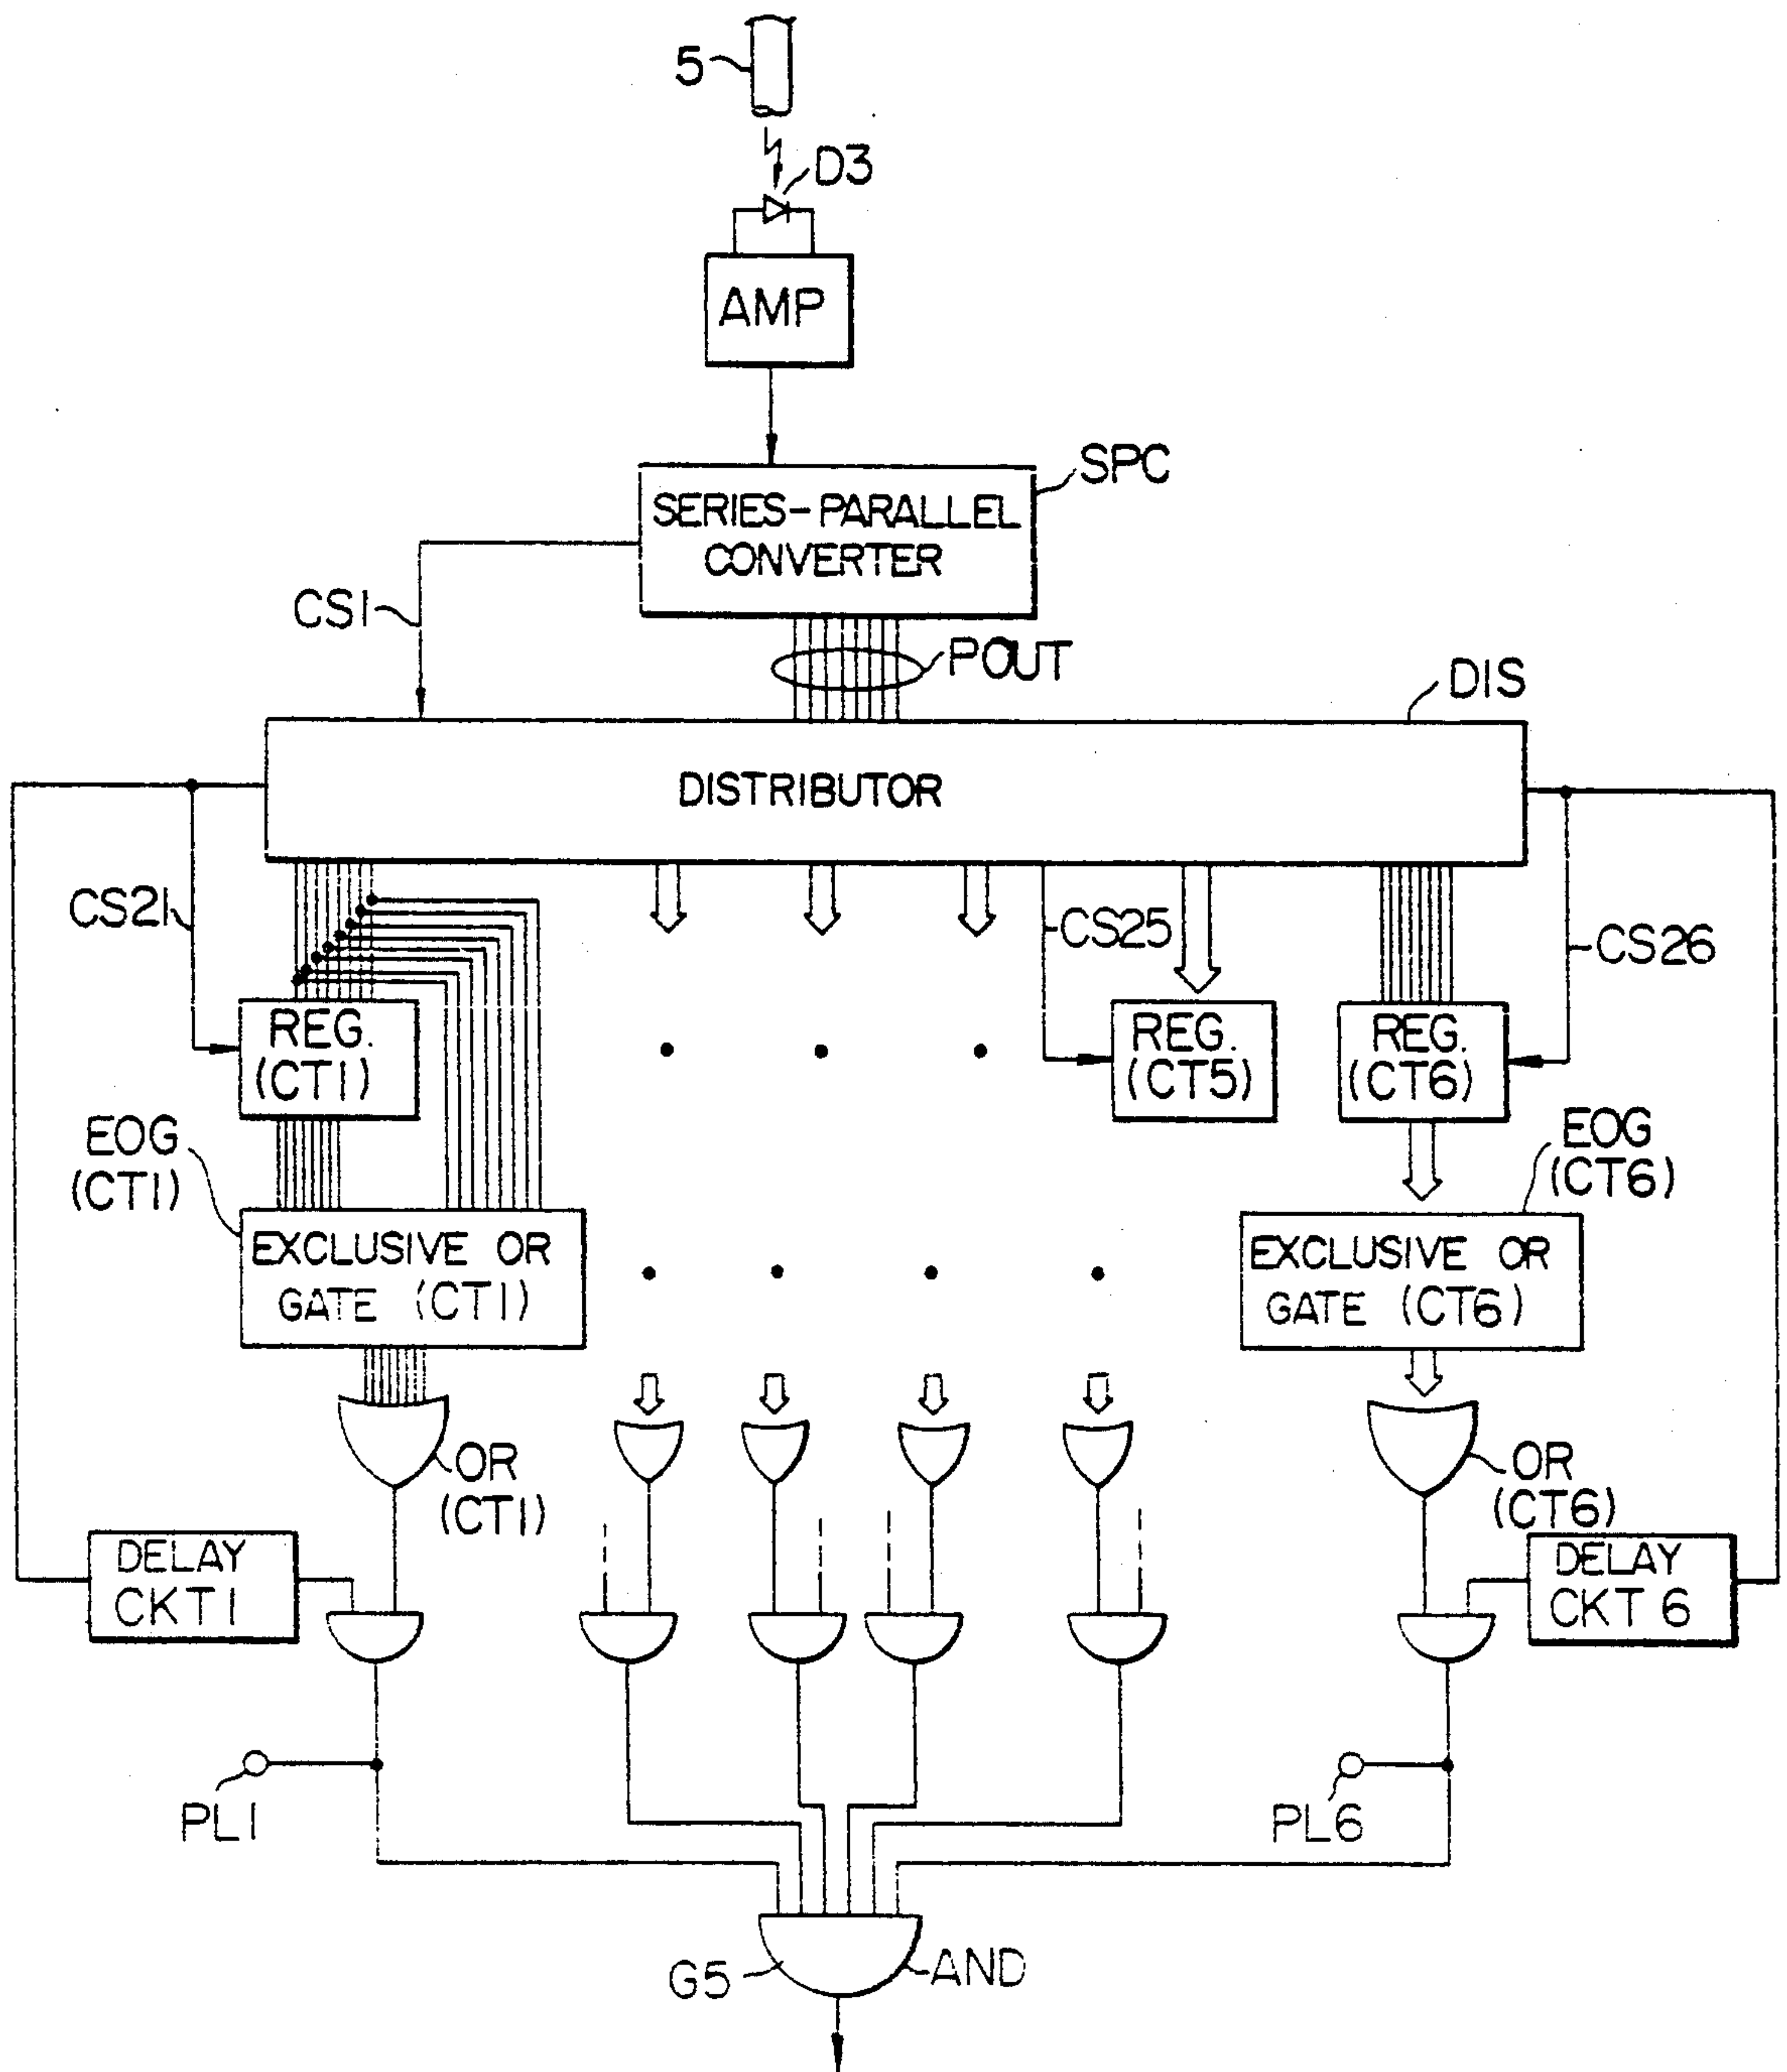 5
D3
AMP
SPC
SERIES-PARALLEL
CONVERTER
CS1
POUT
DIS
DISTRIBUTOR
CS21
CS25
CS26
REG.
(CT1)
REG.
(CT5)
REG.
(CT6)
EOG
(CT1)
EOG
(CT6)
EXCLUSIVE OR
GATE (CT1)
EXCLUSIVE OR
GATE (CT6)
OR
(CT1)
OR
(CT6)
DELAY
CKT1
DELAY
CKT 6
PL1
PL6
G5
AND